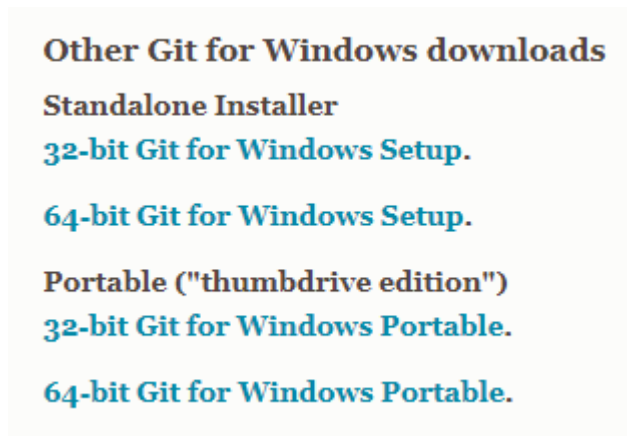 Other Git for Windows downloads
Standalone Installer
32-bit Git for Windows Setup.
64-bit Git for Windows Setup.
Portable ("thumbdrive edition")
32-bit Git for Windows Portable.
64-bit Git for Windows Portable.